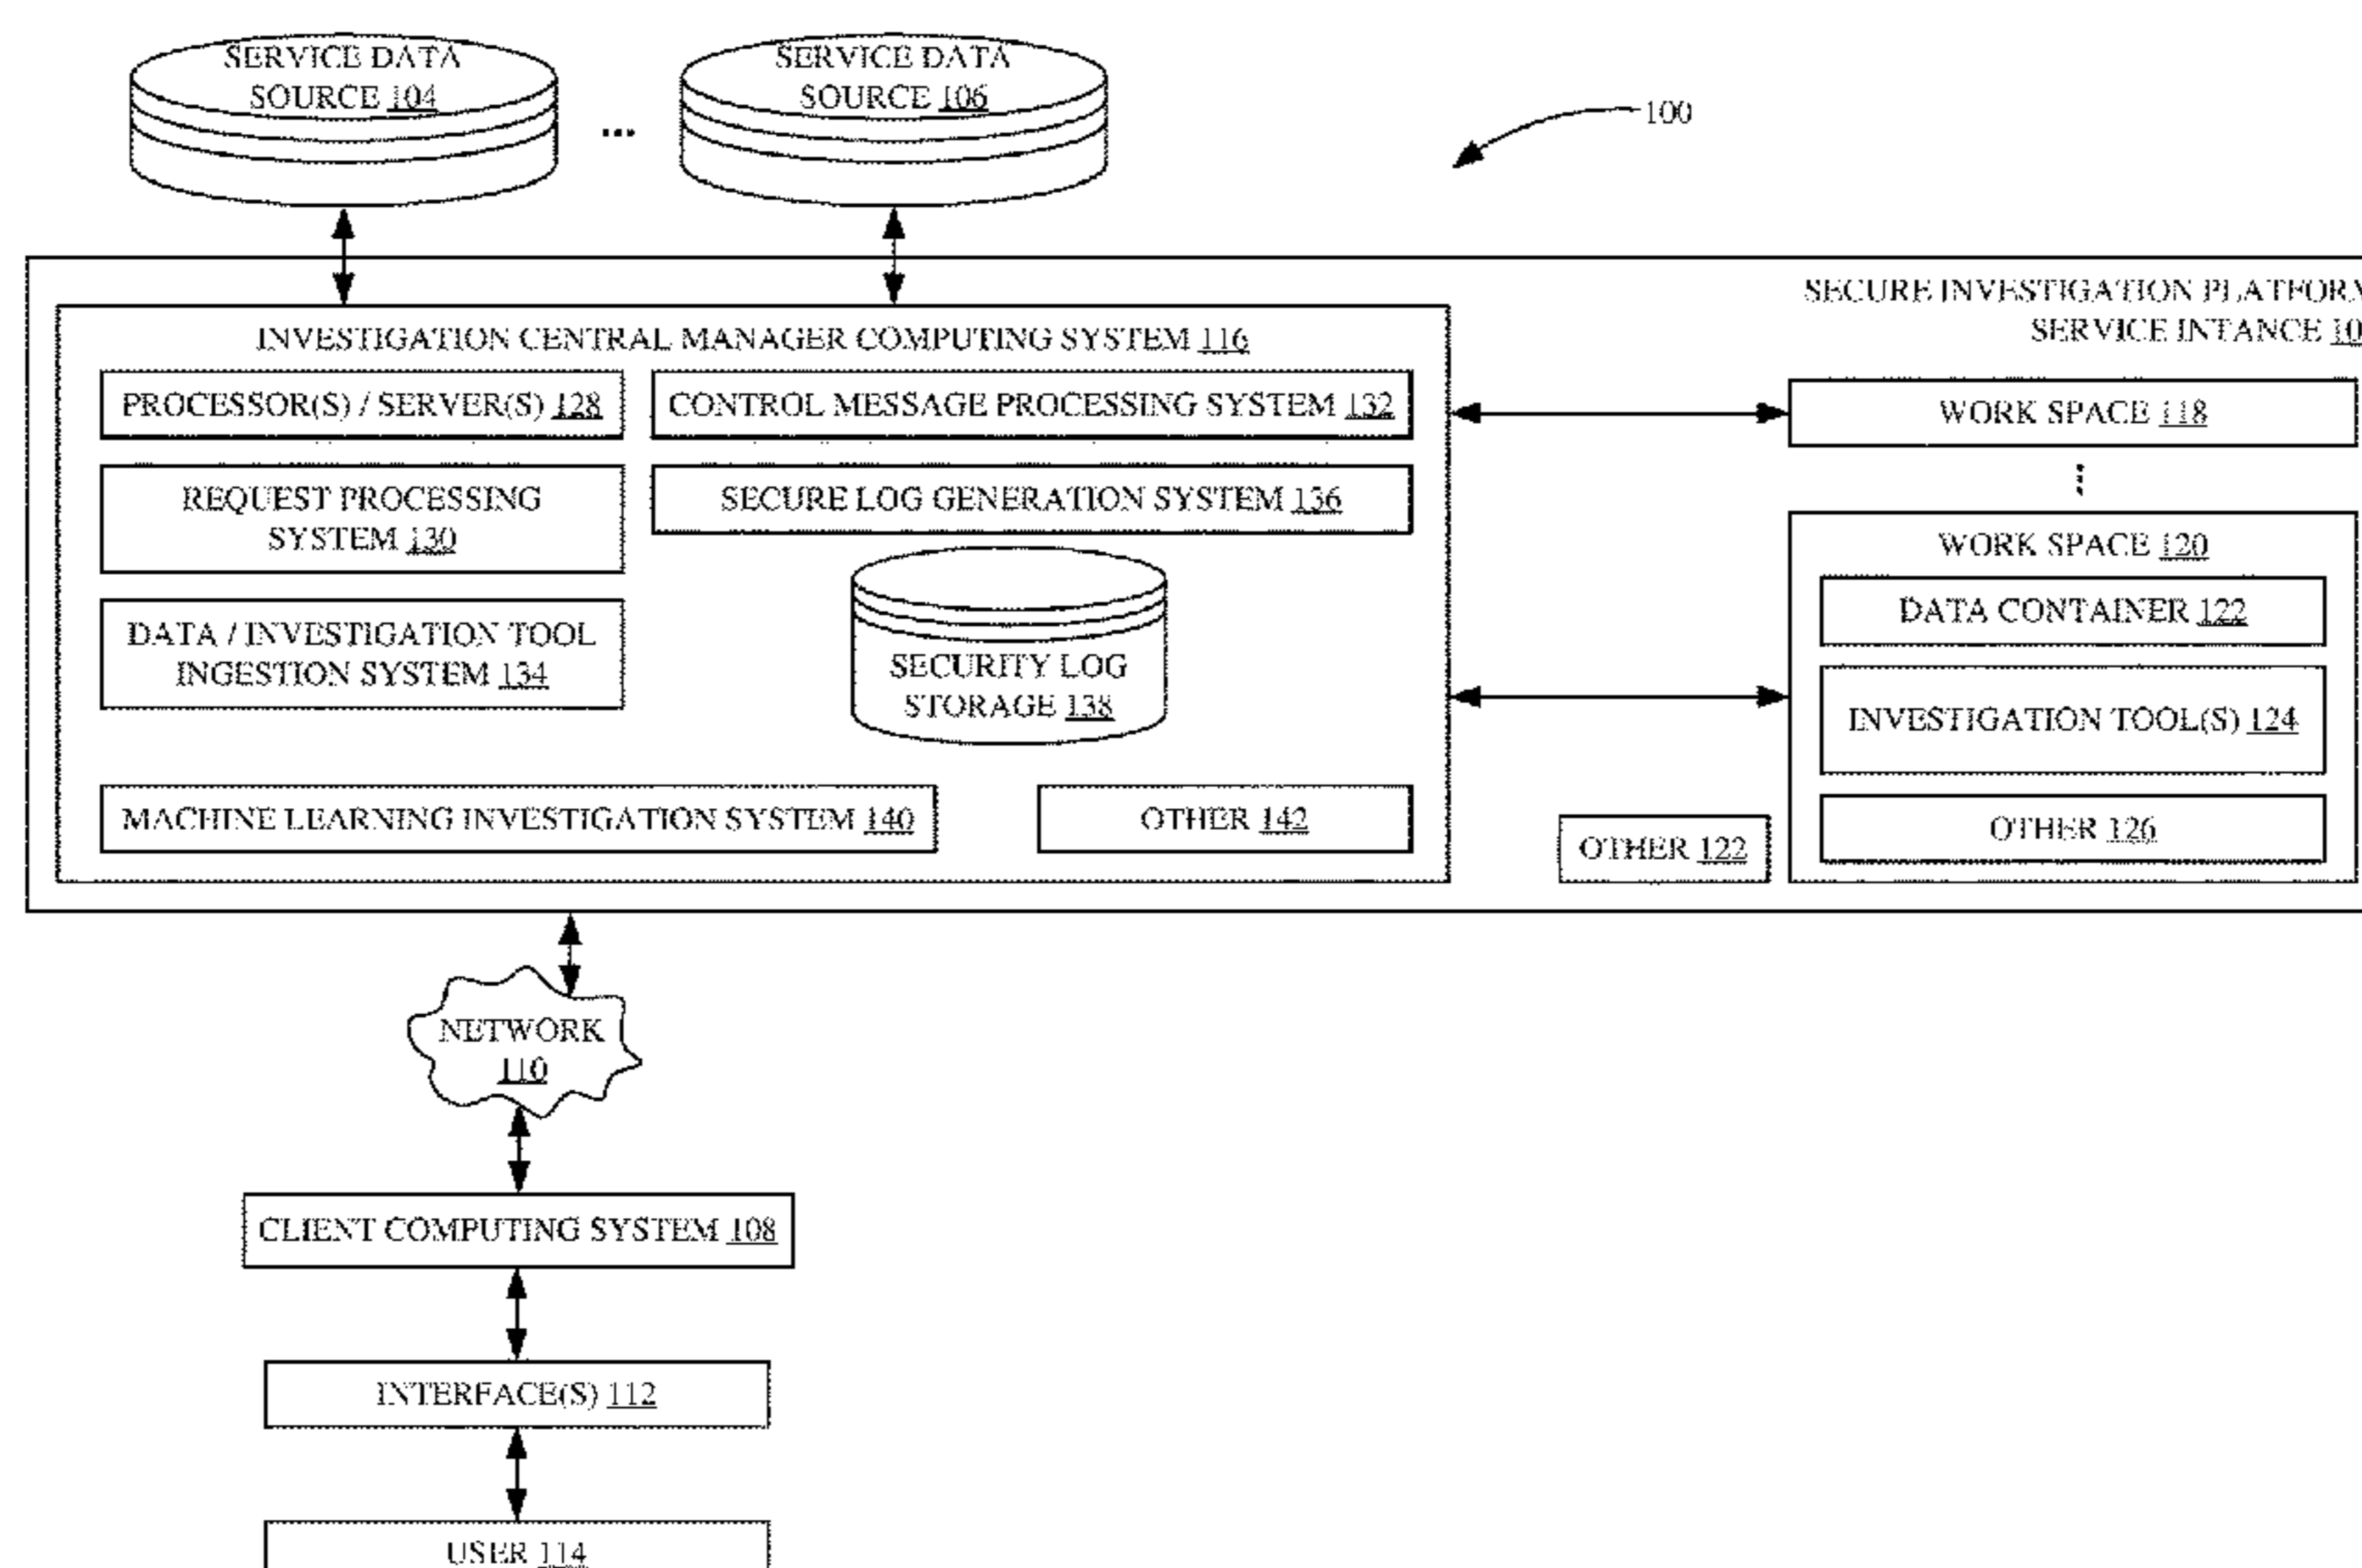 SERVICE DATA
SOURCE 104
...
SERVICE DATA
SOURCE 106
100
SECURE INVESTIGATION PLATFORM
SERVICE INTANCE 10
INVESTIGATION CENTRAL MANAGER COMPUTING SYSTEM 116
PROCESSOR(S) / SERVER(S) 128
CONTROL MESSAGE PROCESSING SYSTEM 132
REQUEST PROCESSING
SYSTEM 130
SECURE LOG GENERATION SYSTEM 136
DATA / INVESTIGATION TOOL
INGESTION SYSTEM 134
SECURITY LOG
STORAGE 138
MACHINE LEARNING INVESTIGATION SYSTEM 140
OTHER 142
WORK SPACE 118
WORK SPACE 120
DATA CONTAINER 122
INVESTIGATION TOOL(S) 124
OTHER 126
OTHER 122
NETWORK
110
CLIENT COMPUTING SYSTEM 108
INTERFACE(S) 112
USER 114